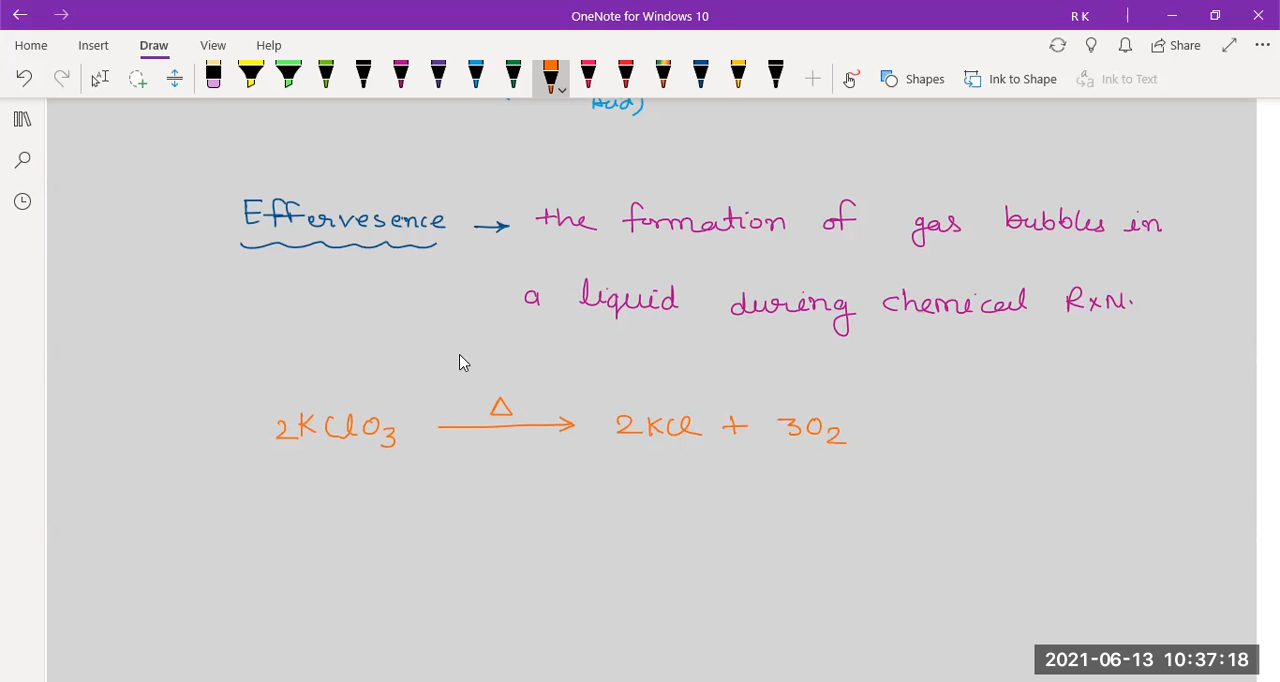 OneNote for Windows 10
R K
Home Insert Draw View Help
Share
Shapes Ink to Shape Ink to Text
Acid)
Effervesence → the formation of gas bubbles in
a liquid during chemical RxN.
2KClO₃ —Δ→ 2KCl + 3O₂
2021-06-13 10:37:18